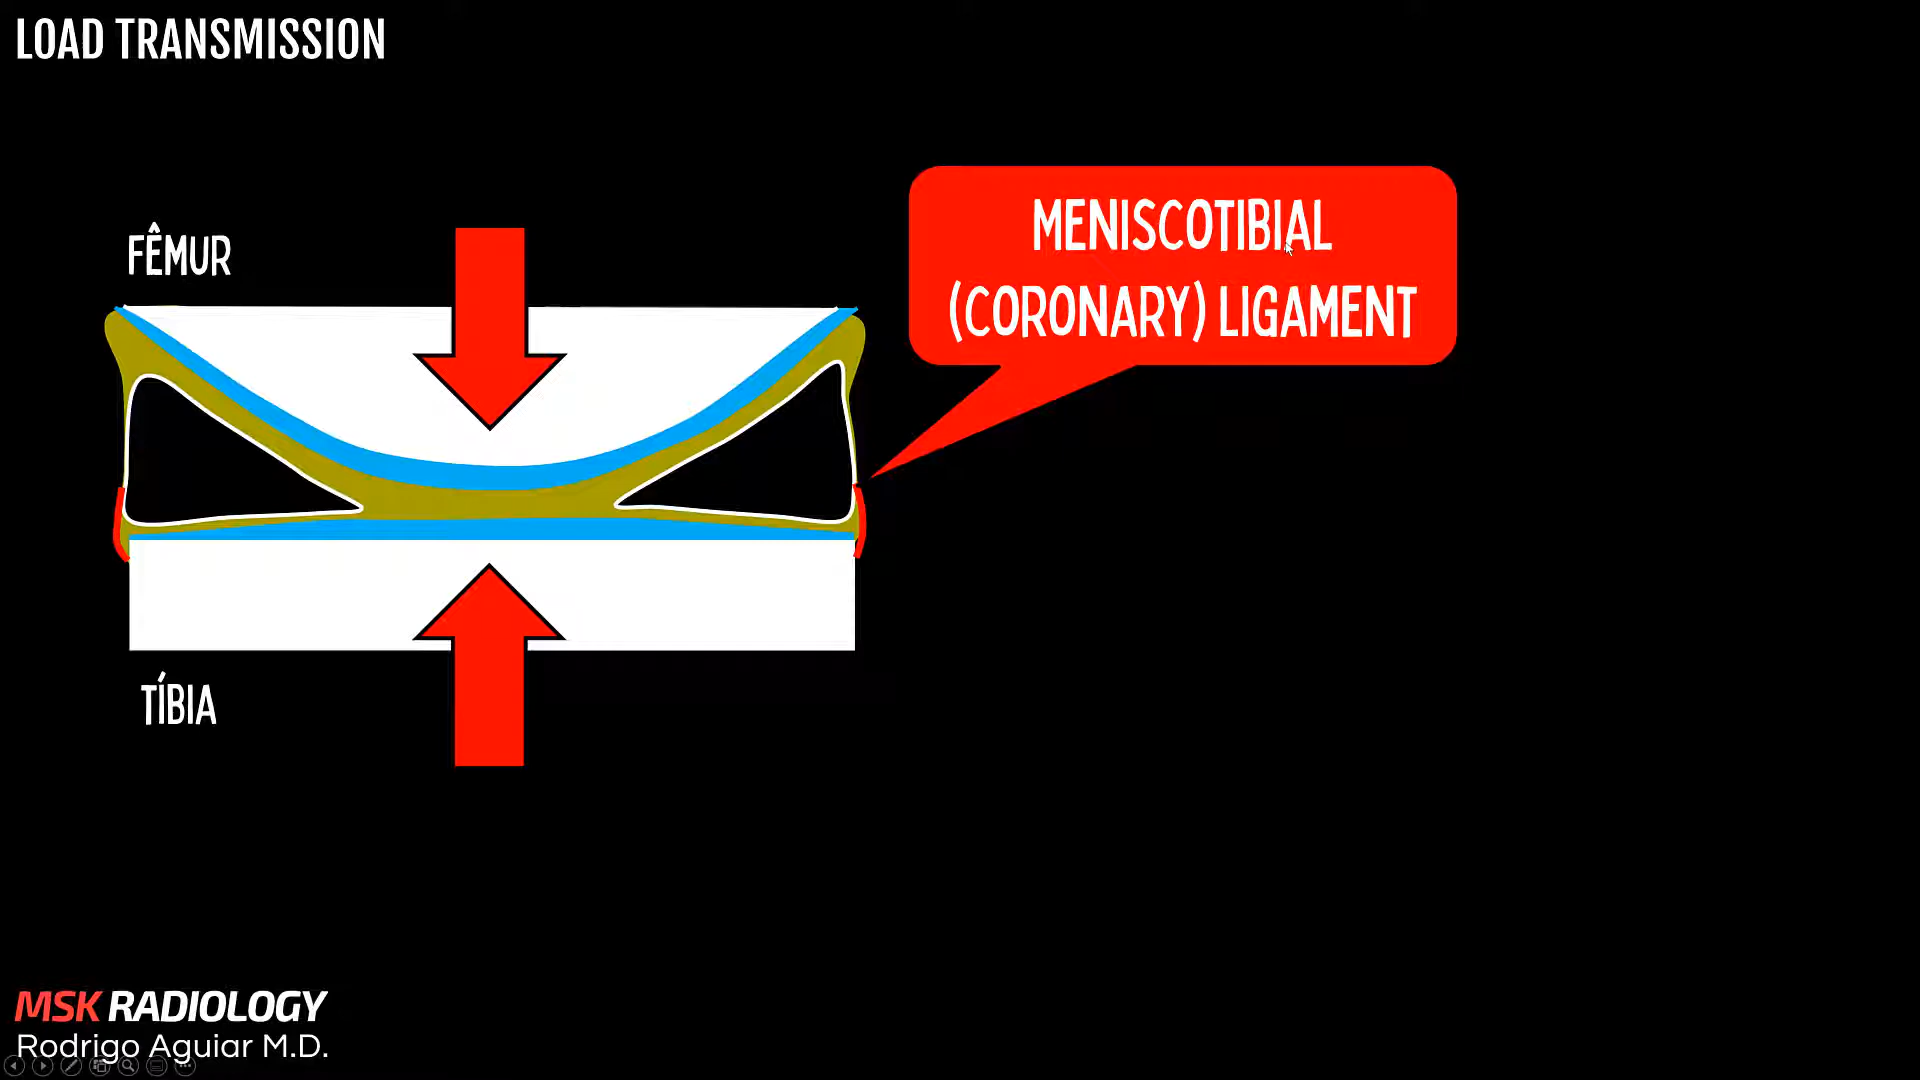 LOAD TRANSMISSION
FÊMUR
MENISCOTIBIAL
(CORONARY) LIGAMENT
TÍBIA
MSK RADIOLOGY
Rodrigo Aguiar M.D.